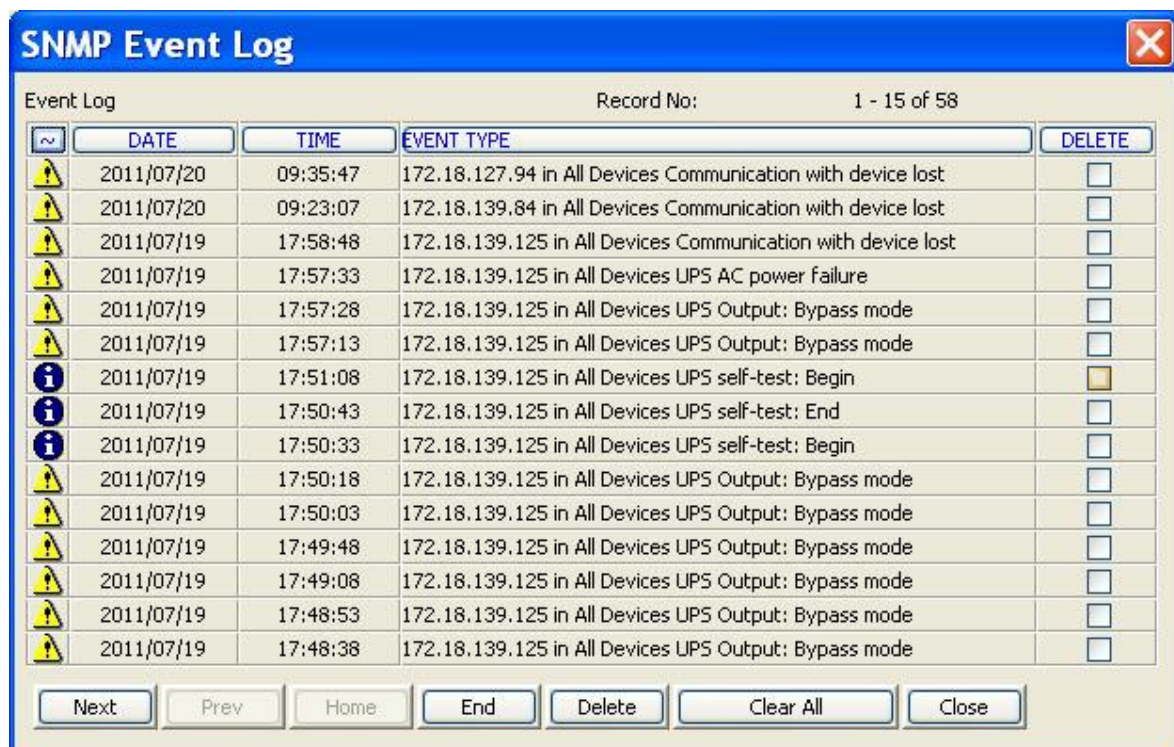 SNMP Event Log
Event Log Record No: 1 - 15 of 58
~ DATE TIME EVENT TYPE DELETE
2011/07/20 09:35:47 172.18.127.94 in All Devices Communication with device lost
2011/07/20 09:23:07 172.18.139.84 in All Devices Communication with device lost
2011/07/19 17:58:48 172.18.139.125 in All Devices Communication with device lost
2011/07/19 17:57:33 172.18.139.125 in All Devices UPS AC power failure
2011/07/19 17:57:28 172.18.139.125 in All Devices UPS Output: Bypass mode
2011/07/19 17:57:13 172.18.139.125 in All Devices UPS Output: Bypass mode
2011/07/19 17:51:08 172.18.139.125 in All Devices UPS self-test: Begin
2011/07/19 17:50:43 172.18.139.125 in All Devices UPS self-test: End
2011/07/19 17:50:33 172.18.139.125 in All Devices UPS self-test: Begin
2011/07/19 17:50:18 172.18.139.125 in All Devices UPS Output: Bypass mode
2011/07/19 17:50:03 172.18.139.125 in All Devices UPS Output: Bypass mode
2011/07/19 17:49:48 172.18.139.125 in All Devices UPS Output: Bypass mode
2011/07/19 17:49:08 172.18.139.125 in All Devices UPS Output: Bypass mode
2011/07/19 17:48:53 172.18.139.125 in All Devices UPS Output: Bypass mode
2011/07/19 17:48:38 172.18.139.125 in All Devices UPS Output: Bypass mode
Next Prev Home End Delete Clear All Close